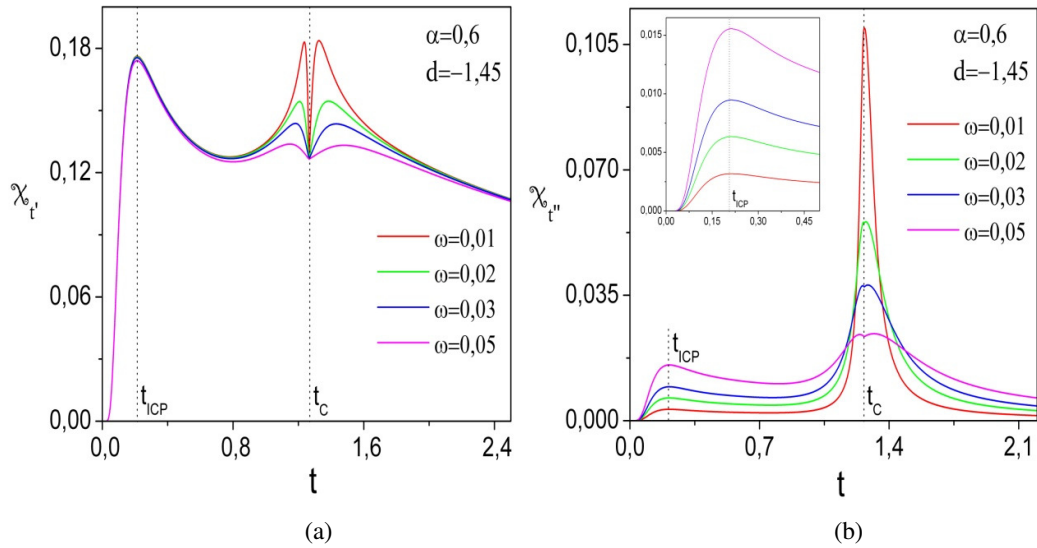 0,18
0,12
0,06
0,00
χt'
α=0,6
d=−1,45
ω=0,01
ω=0,02
ω=0,03
ω=0,05
tICP
tC
0,0
0,8
1,6
2,4
t
(a)
0,105
0,070
0,035
0,000
χt"
0,015
0,010
0,005
0,000
0,00
0,15
0,30
0,45
tICP
α=0,6
d=−1,45
ω=0,01
ω=0,02
ω=0,03
ω=0,05
tICP
tC
0,0
0,7
1,4
2,1
t
(b)